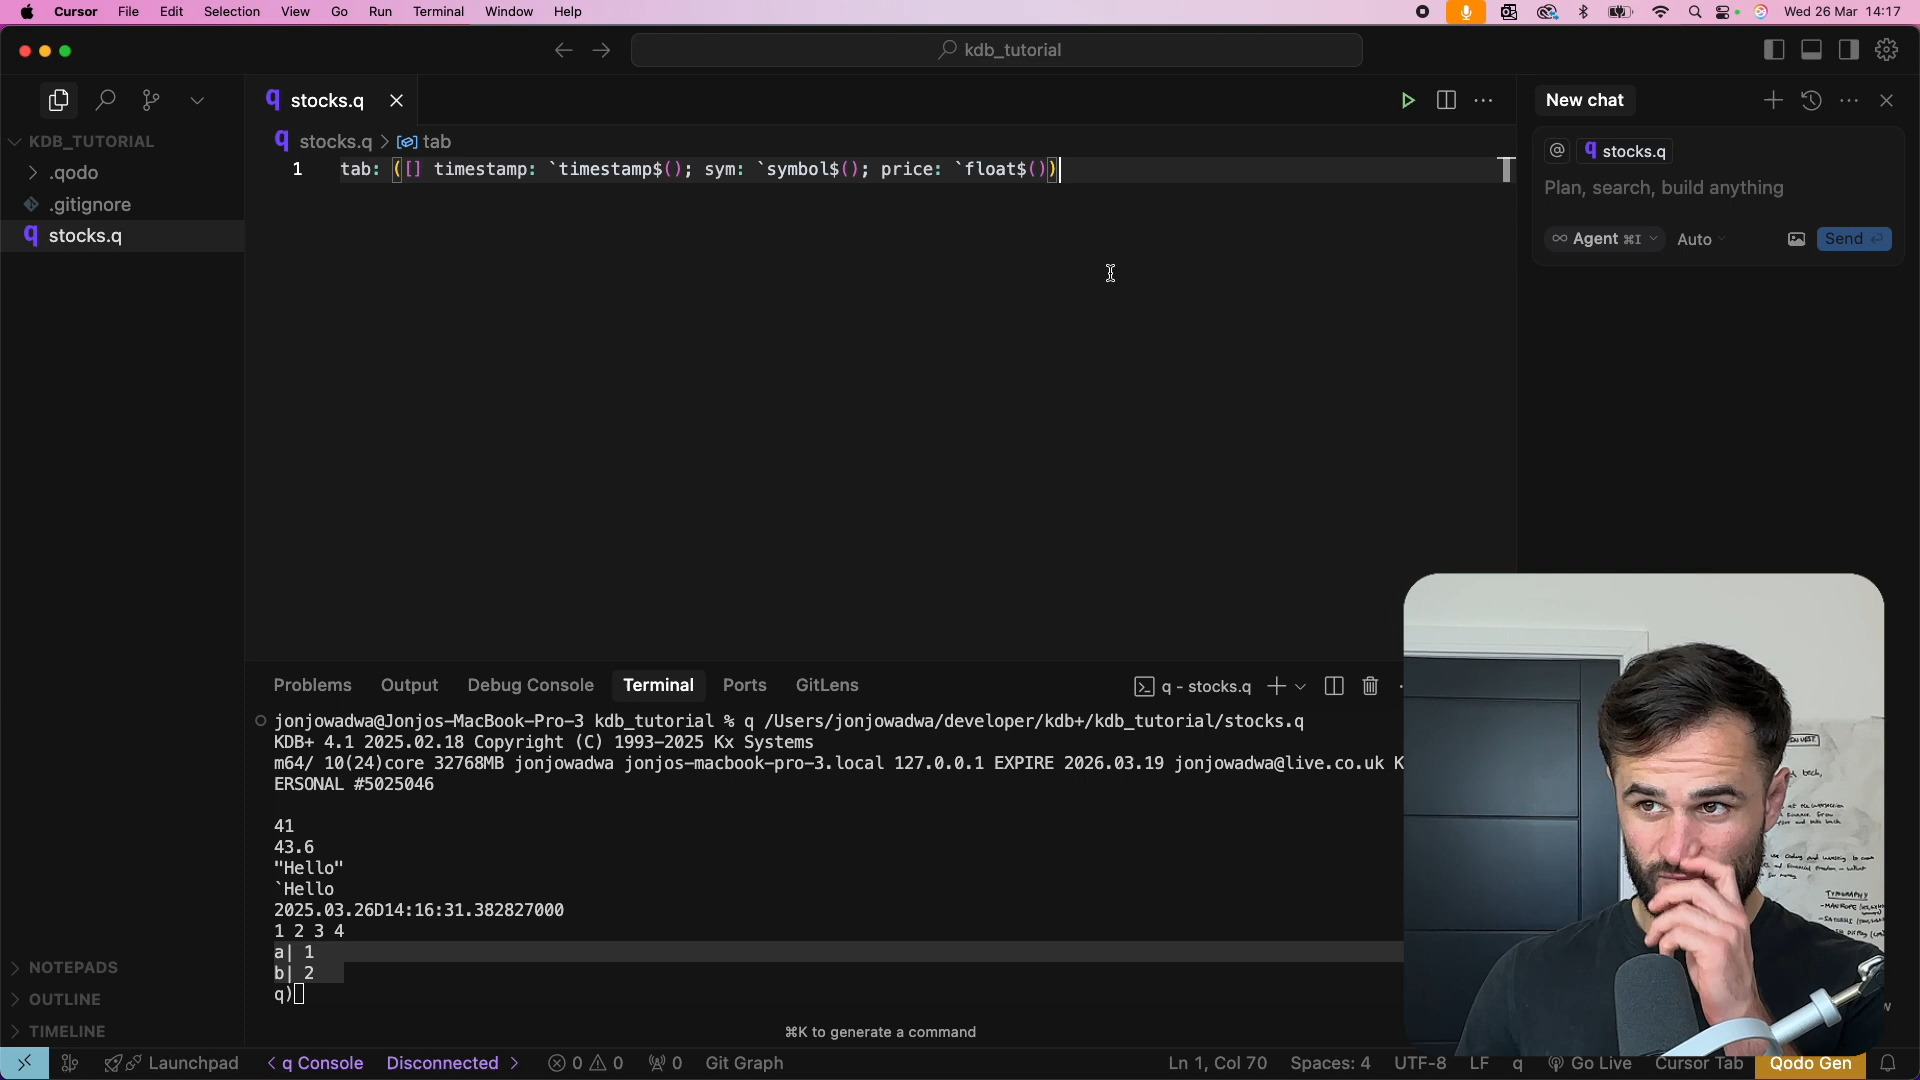 Cursor File Edit Selection View Go Run Terminal Window Help
Wed 26 Mar 14:17
kdb_tutorial
stocks.q
New chat
KDB_TUTORIAL
stocks.q > tab
@ stocks.q
.qodo
1 tab: ([] timestamp: `timestamp$(); sym: `symbol$(); price: `float$())
Plan, search, build anything
.gitignore
stocks.q
∞ Agent ⌘I Auto Send
Problems Output Debug Console Terminal Ports GitLens
q - stocks.q
jonjowadwa@Jonjos-MacBook-Pro-3 kdb_tutorial % q /Users/jonjowadwa/developer/kdb+/kdb_tutorial/stocks.q
KDB+ 4.1 2025.02.18 Copyright (C) 1993-2025 Kx Systems
m64/ 10(24)core 32768MB jonjowadwa jonjos-macbook-pro-3.local 127.0.0.1 EXPIRE 2026.03.19 jonjowadwa@live.co.uk K
ERSONAL #5025046
41
43.6
"Hello"
`Hello
2025.03.26D14:16:31.382827000
1 2 3 4
a| 1
b| 2
q)
NOTEPADS
OUTLINE
TIMELINE
⌘K to generate a command
TYPOGRAPHY
Launchpad < q Console Disconnected > 0 0 0 Git Graph
Ln 1, Col 70 Spaces: 4 UTF-8 LF q Go Live Cursor Tab Qodo Gen